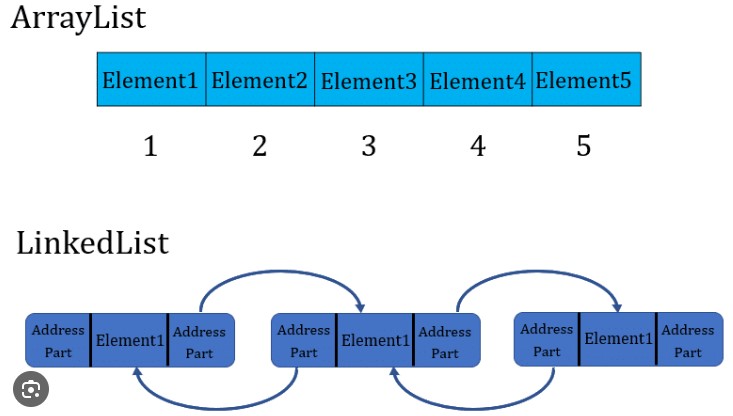 ArrayList
Element1 Element2 Element3 Element4 Element5
1 2 3 4 5
LinkedList
Address Part Element1 Address Part Address Part Element1 Address Part Address Part Element1 Address Part